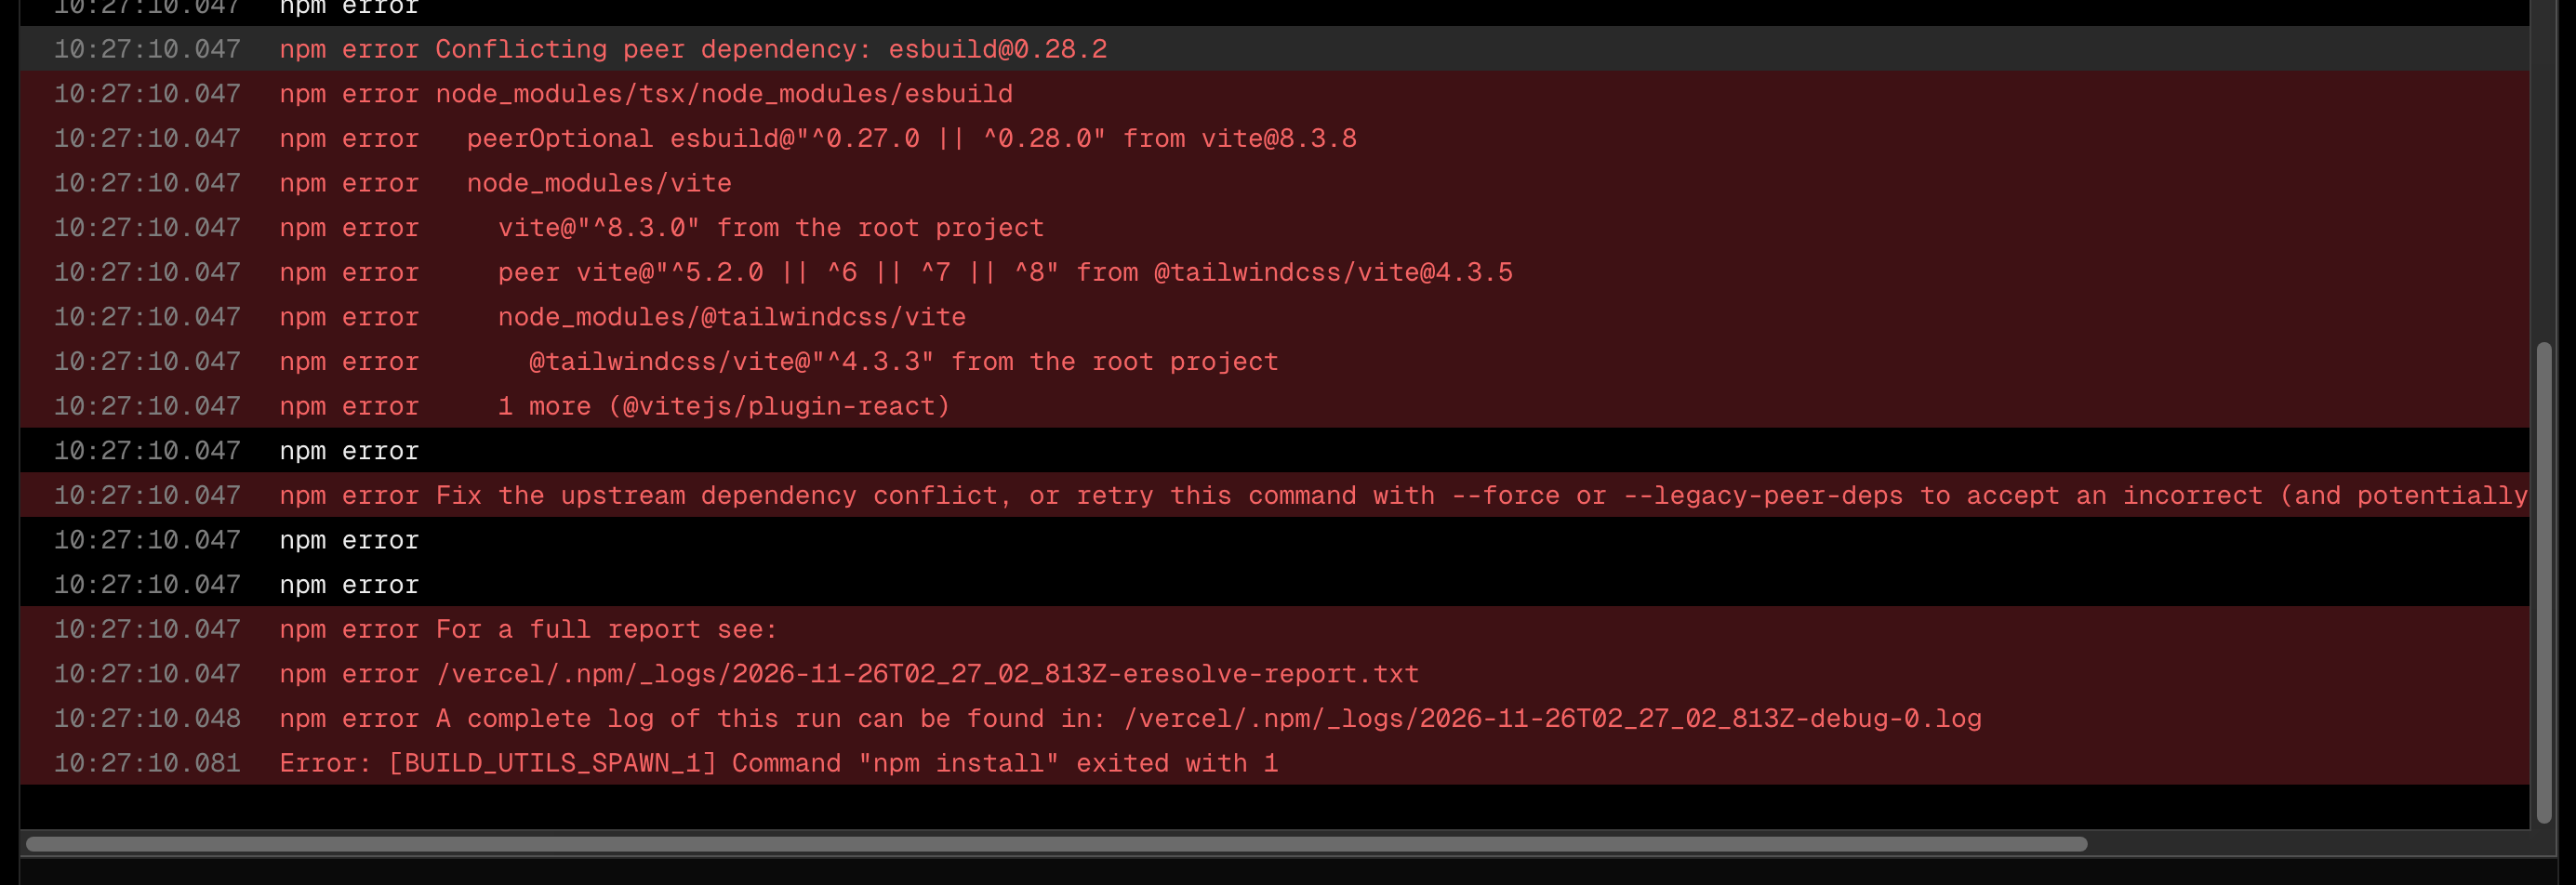 10:27:10.047 npm error
10:27:10.047 npm error Conflicting peer dependency: esbuild@0.28.2
10:27:10.047 npm error node_modules/tsx/node_modules/esbuild
10:27:10.047 npm error   peerOptional esbuild@"^0.27.0 || ^0.28.0" from vite@8.3.8
10:27:10.047 npm error   node_modules/vite
10:27:10.047 npm error     vite@"^8.3.0" from the root project
10:27:10.047 npm error     peer vite@"^5.2.0 || ^6 || ^7 || ^8" from @tailwindcss/vite@4.3.5
10:27:10.047 npm error     node_modules/@tailwindcss/vite
10:27:10.047 npm error       @tailwindcss/vite@"^4.3.3" from the root project
10:27:10.047 npm error     1 more (@vitejs/plugin-react)
10:27:10.047 npm error
10:27:10.047 npm error Fix the upstream dependency conflict, or retry this command with --force or --legacy-peer-deps to accept an incorrect (and potentially
10:27:10.047 npm error
10:27:10.047 npm error
10:27:10.047 npm error For a full report see:
10:27:10.047 npm error /vercel/.npm/_logs/2026-11-26T02_27_02_813Z-eresolve-report.txt
10:27:10.048 npm error A complete log of this run can be found in: /vercel/.npm/_logs/2026-11-26T02_27_02_813Z-debug-0.log
10:27:10.081 Error: [BUILD_UTILS_SPAWN_1] Command "npm install" exited with 1